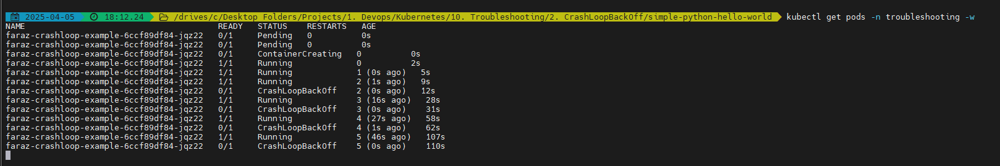 2025-04-05 18:12.24 /drives/c/Desktop Folders/Projects/1. Devops/Kubernetes/10. Troubleshooting/2. CrashLoopBackOff/simple-python-hello-world kubectl get pods -n troubleshooting -w
NAME READY STATUS RESTARTS AGE
faraz-crashloop-example-6ccf89df84-jqz22 0/1 Pending 0 0s
faraz-crashloop-example-6ccf89df84-jqz22 0/1 Pending 0 0s
faraz-crashloop-example-6ccf89df84-jqz22 0/1 ContainerCreating 0 0s
faraz-crashloop-example-6ccf89df84-jqz22 1/1 Running 0 2s
faraz-crashloop-example-6ccf89df84-jqz22 1/1 Running 1 (0s ago) 5s
faraz-crashloop-example-6ccf89df84-jqz22 1/1 Running 2 (1s ago) 9s
faraz-crashloop-example-6ccf89df84-jqz22 0/1 CrashLoopBackOff 2 (0s ago) 12s
faraz-crashloop-example-6ccf89df84-jqz22 1/1 Running 3 (16s ago) 28s
faraz-crashloop-example-6ccf89df84-jqz22 0/1 CrashLoopBackOff 3 (0s ago) 31s
faraz-crashloop-example-6ccf89df84-jqz22 1/1 Running 4 (27s ago) 58s
faraz-crashloop-example-6ccf89df84-jqz22 0/1 CrashLoopBackOff 4 (1s ago) 62s
faraz-crashloop-example-6ccf89df84-jqz22 1/1 Running 5 (46s ago) 107s
faraz-crashloop-example-6ccf89df84-jqz22 0/1 CrashLoopBackOff 5 (0s ago) 110s